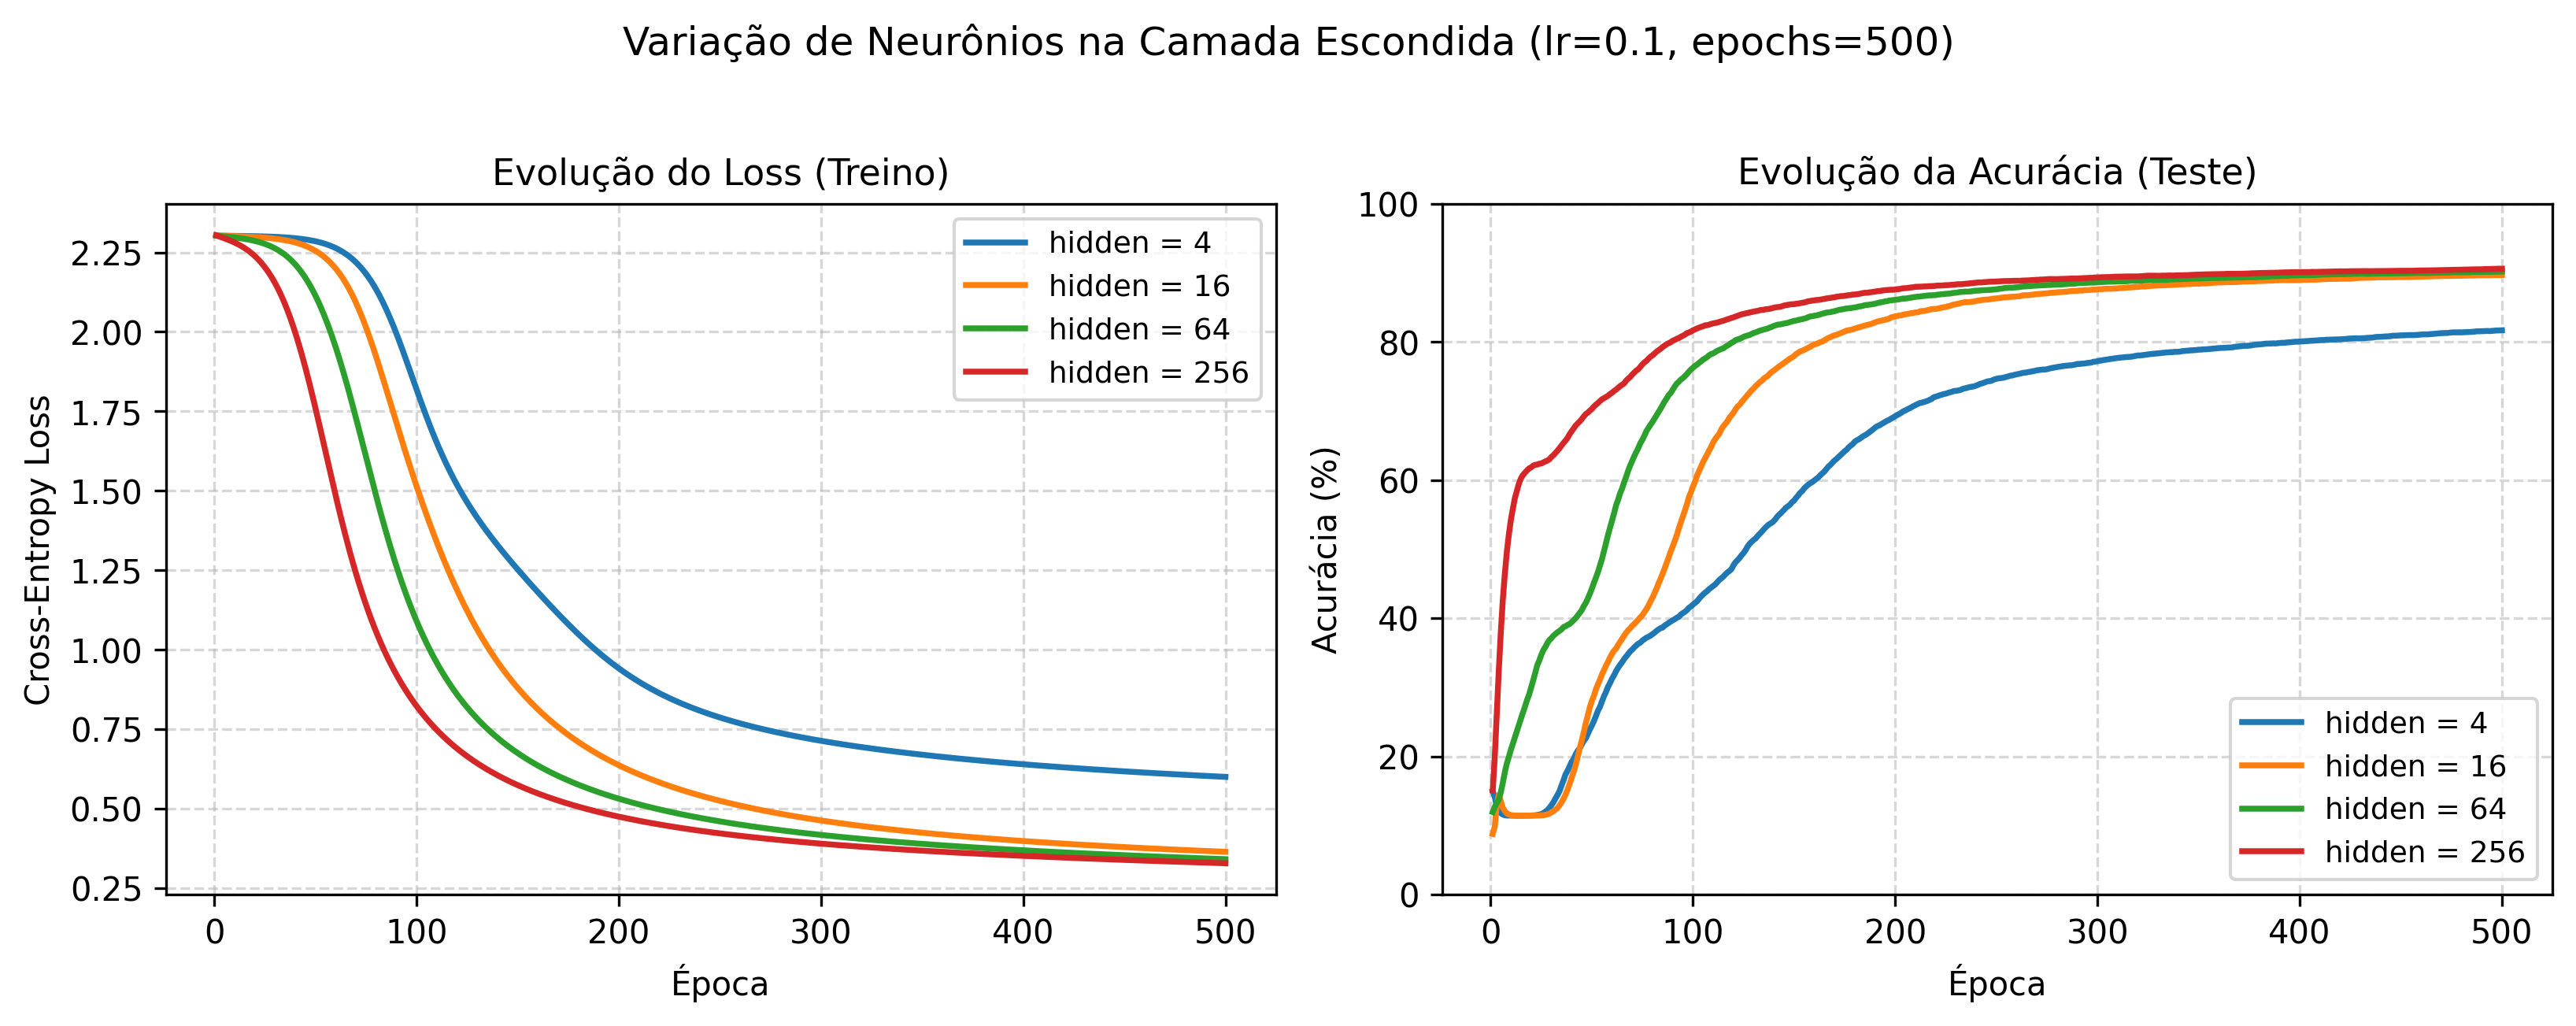 Variação de Neurônios na Camada Escondida (lr=0.1, epochs=500)
Evolução do Loss (Treino)
Cross-Entropy Loss
2.25
2.00
1.75
1.50
1.25
1.00
0.75
0.50
0.25
hidden = 4
hidden = 16
hidden = 64
hidden = 256
0 100 200 300 400 500
Época
Evolução da Acurácia (Teste)
Acurácia (%)
100
80
60
40
20
0
hidden = 4
hidden = 16
hidden = 64
hidden = 256
0 100 200 300 400 500
Época